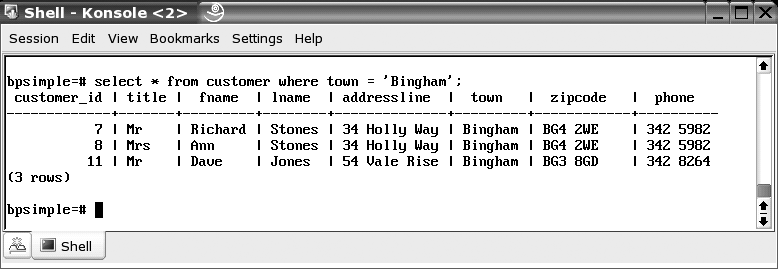 Shell - Konsole <2>
Session Edit View Bookmarks Settings Help
bpsimple=# select * from customer where town = 'Bingham';
customer_id | title | fname | lname | addressline | town | zipcode | phone
-------------+-------+---------+--------+--------------+---------+------------+----------
7 | Mr | Richard | Stones | 34 Holly Way | Bingham | BG4 2WE | 342 5982
8 | Mrs | Ann | Stones | 34 Holly Way | Bingham | BG4 2WE | 342 5982
11 | Mr | Dave | Jones | 54 Vale Rise | Bingham | BG3 8GD | 342 8264
(3 rows)
bpsimple=#
Shell